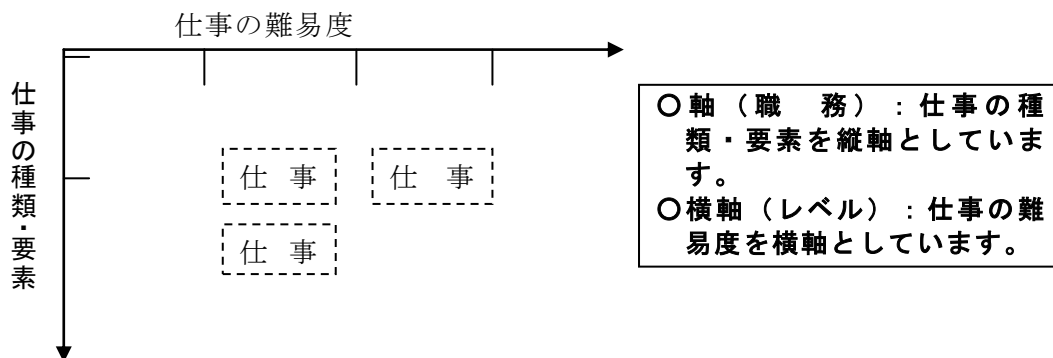 仕事の難易度
仕事の種類・要素
仕 事
仕 事
仕 事
○軸（職 務）：仕事の種
類・要素を縦軸としていま
す。
○横軸（レベル）：仕事の難
易度を横軸としています。